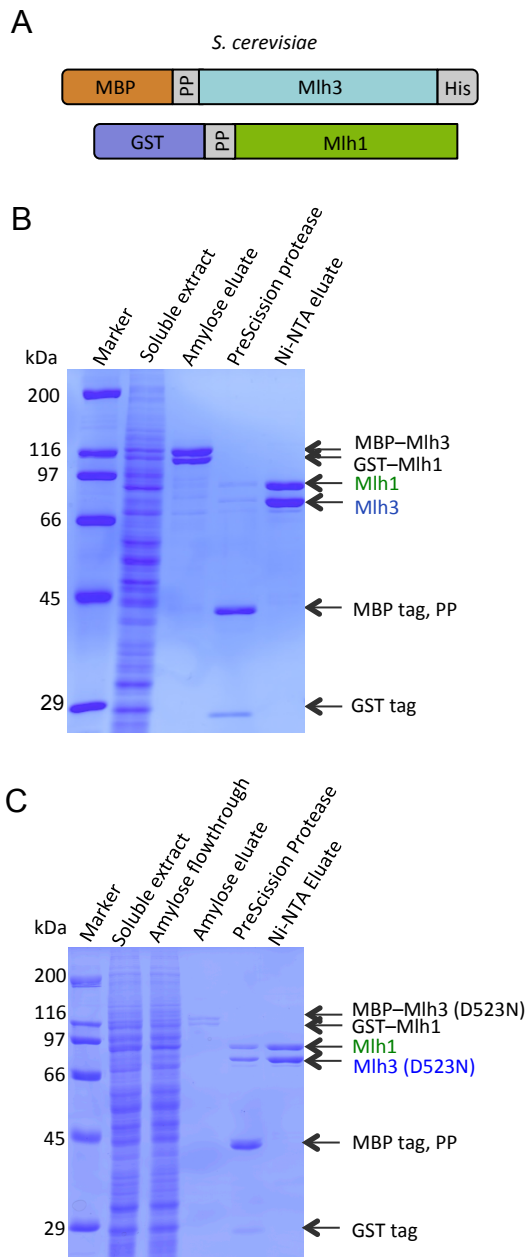 A
S. cerevisiae
MBP PP Mlh3 His
GST PP Mlh1
B
Marker
Soluble extract
Amylose eluate
PreScission protease
Ni-NTA eluate
kDa
200
116
97
66
45
29
MBP–Mlh3
GST–Mlh1
Mlh1
Mlh3
MBP tag, PP
GST tag
C
Marker
Soluble extract
Amylose flowthrough
Amylose eluate
PreScission Protease
Ni-NTA Eluate
kDa
200
116
97
66
45
29
MBP–Mlh3 (D523N)
GST–Mlh1
Mlh1
Mlh3 (D523N)
MBP tag, PP
GST tag